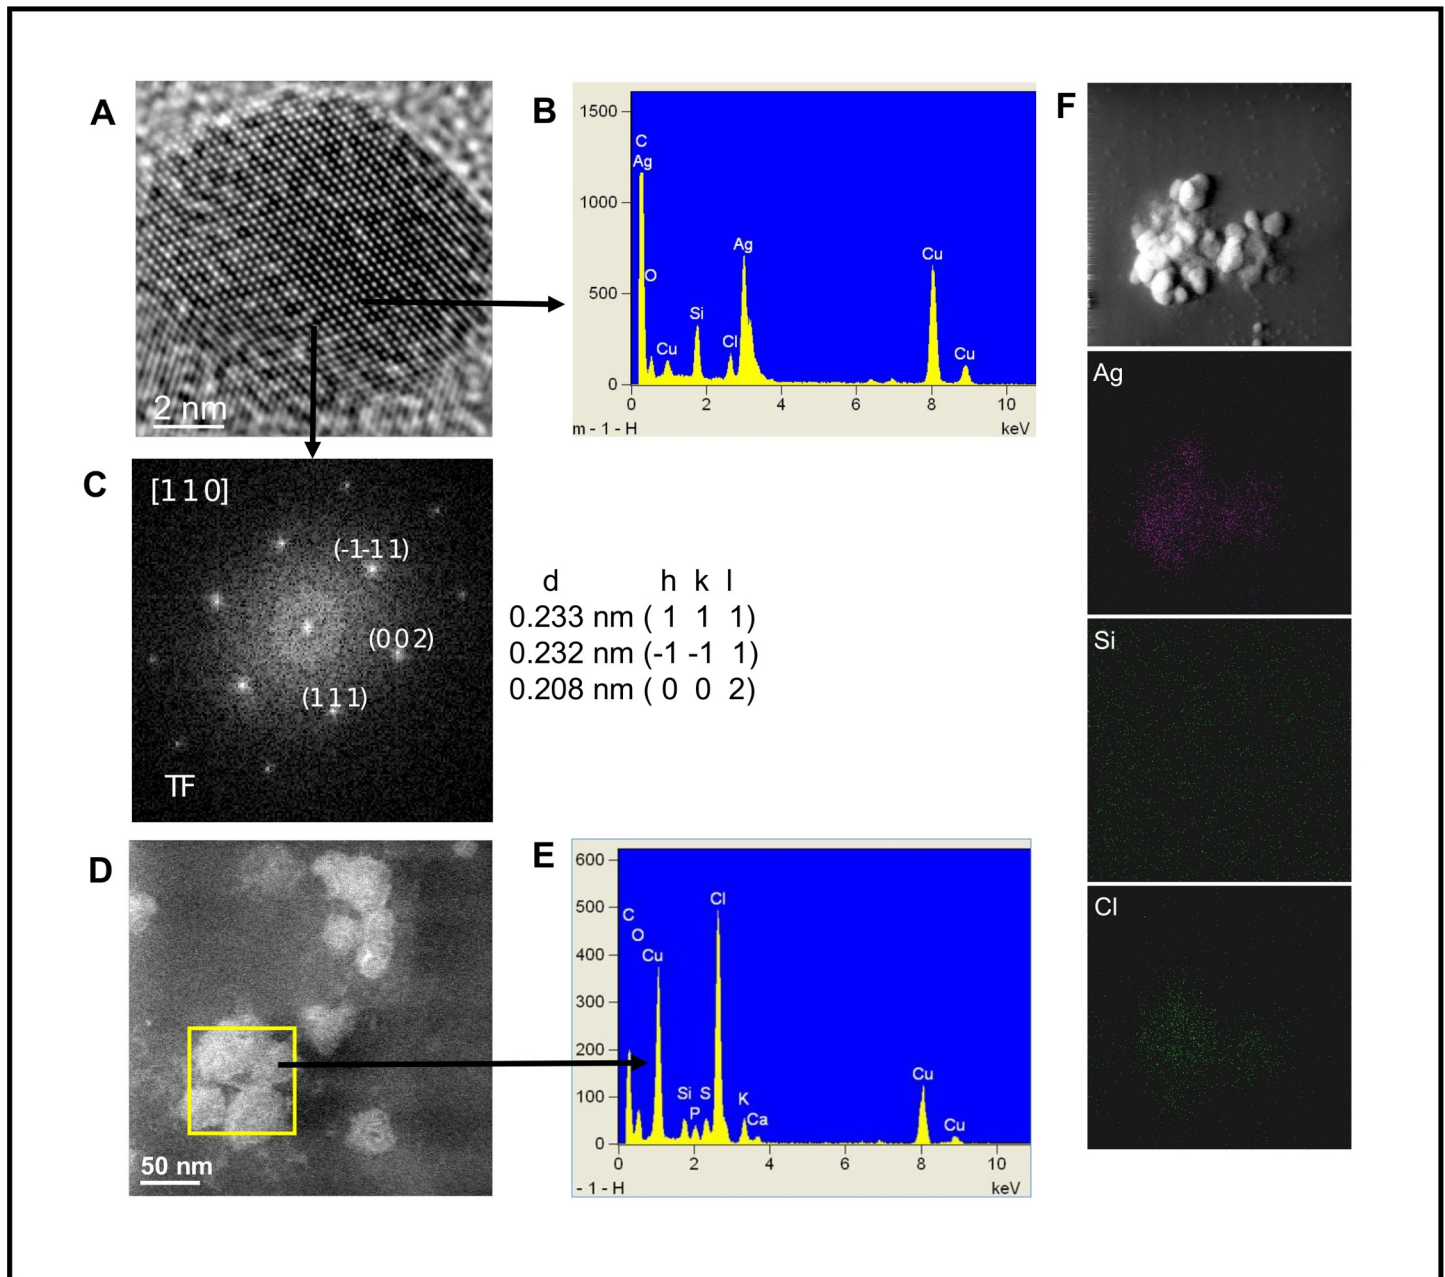 A
2 nm
B
1500
1000
500
0
C
Ag
O
Cu
Si
Cl
Ag
Cu
Cu
0 2 4 6 8 10
m - 1 - H keV
C
[1 1 0]
(-1-1 1)
(0 0 2)
(1 1 1)
TF
d h k l
0.233 nm ( 1 1 1)
0.232 nm (-1 -1 1)
0.208 nm ( 0 0 2)
D
50 nm
E
600
500
400
300
200
100
0
C
O
Cu
Si
P
S
Cl
K
Ca
Cu
Cu
0 2 4 6 8 10
- 1 - H keV
F
Ag
Si
Cl